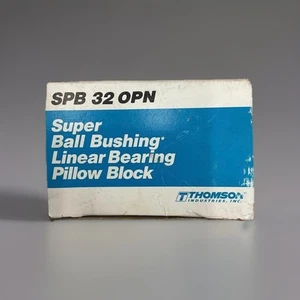 SPB 32 OPN
Super
Ball Bushing*
Linear Bearing
Pillow Block
THOMSON
INDUSTRIES, INC.